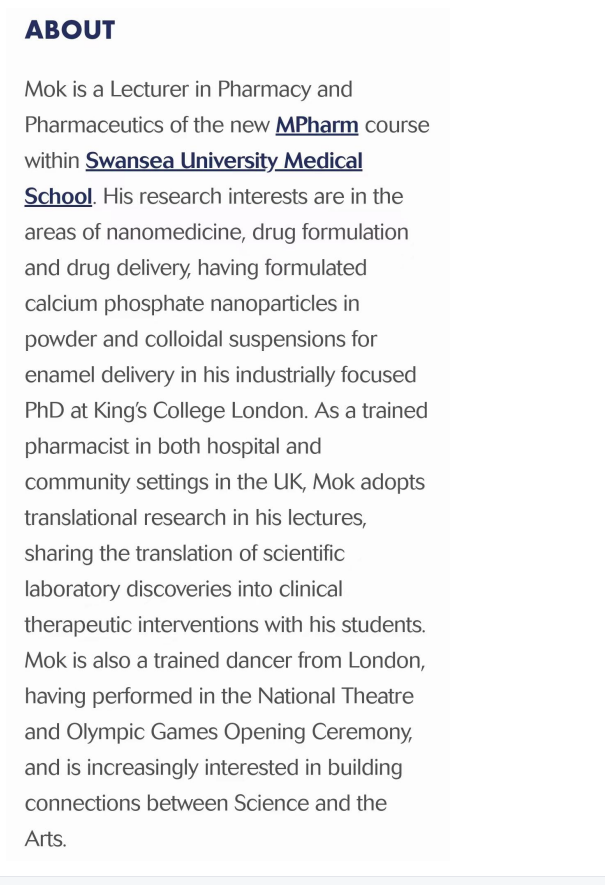 ABOUT
Mok is a Lecturer in Pharmacy and
Pharmaceutics of the new MPharm course
within Swansea University Medical
School. His research interests are in the
areas of nanomedicine, drug formulation
and drug delivery, having formulated
calcium phosphate nanoparticles in
powder and colloidal suspensions for
enamel delivery in his industrially focused
PhD at King's College London. As a trained
pharmacist in both hospital and
community settings in the UK, Mok adopts
translational research in his lectures,
sharing the translation of scientific
laboratory discoveries into clinical
therapeutic interventions with his students.
Mok is also a trained dancer from London,
having performed in the National Theatre
and Olympic Games Opening Ceremony,
and is increasingly interested in building
connections between Science and the
Arts.